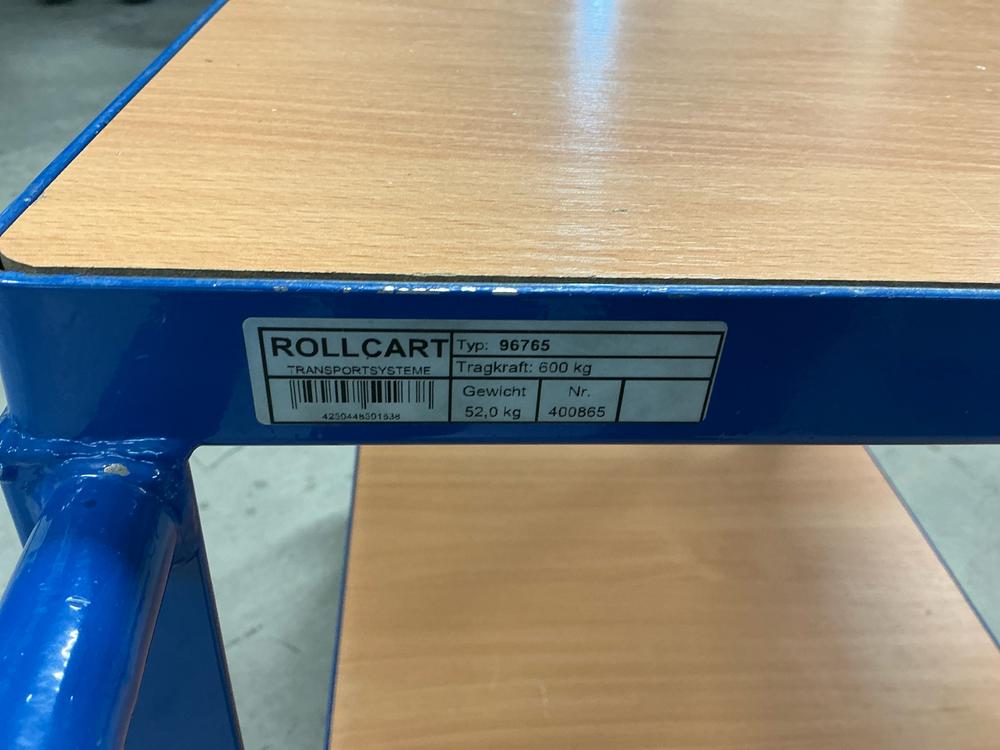 ROLLCART
TRANSPORTSYSTEME
Typ: 96765
Tragkraft: 600 kg
Gewicht
52,0 kg
Nr.
400865